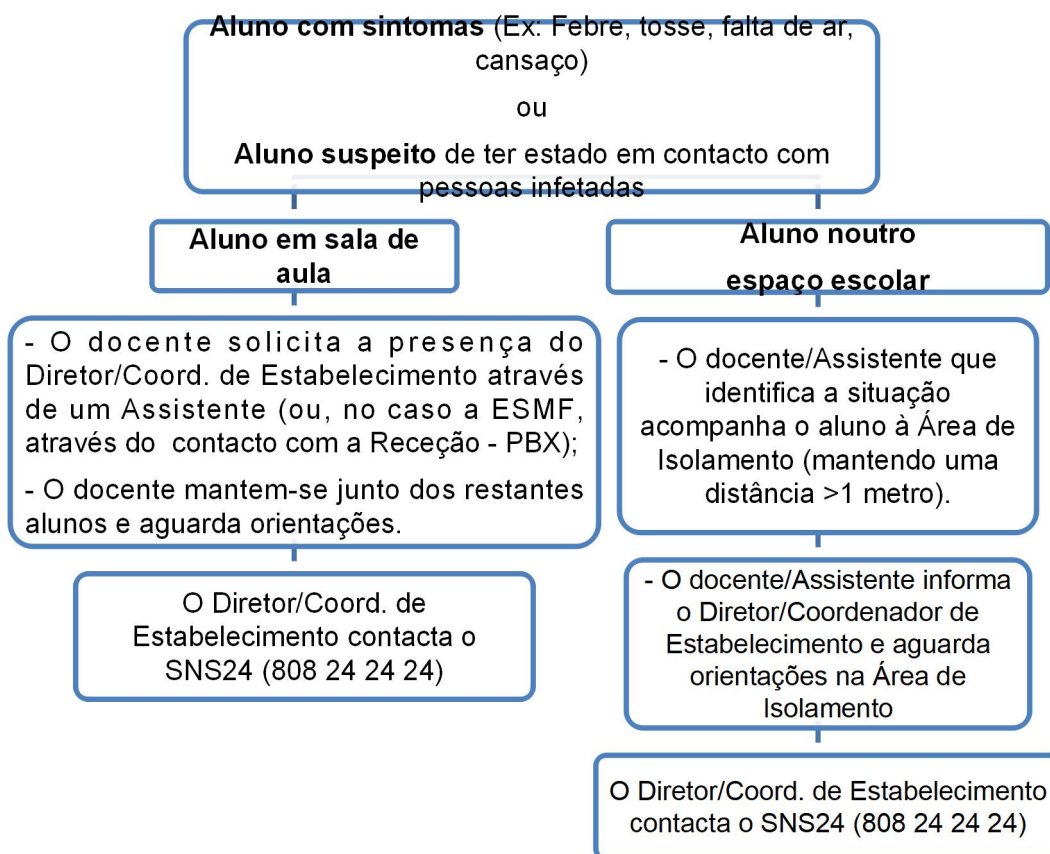 Aluno com sintomas (Ex: Febre, tosse, falta de ar,
cansaço)
ou
Aluno suspeito de ter estado em contacto com
pessoas infetadas
Aluno em sala de
aula
- O docente solicita a presença do
Diretor/Coord. de Estabelecimento através
de um Assistente (ou, no caso a ESMF,
através do contacto com a Receção - PBX);
- O docente mantem-se junto dos restantes
alunos e aguarda orientações.
O Diretor/Coord. de
Estabelecimento contacta o
SNS24 (808 24 24 24)
Aluno noutro
espaço escolar
- O docente/Assistente que
identifica a situação
acompanha o aluno à Área de
Isolamento (mantendo uma
distância >1 metro).
- O docente/Assistente informa
o Diretor/Coordenador de
Estabelecimento e aguarda
orientações na Área de
Isolamento
O Diretor/Coord. de Estabelecimento
contacta o SNS24 (808 24 24 24)